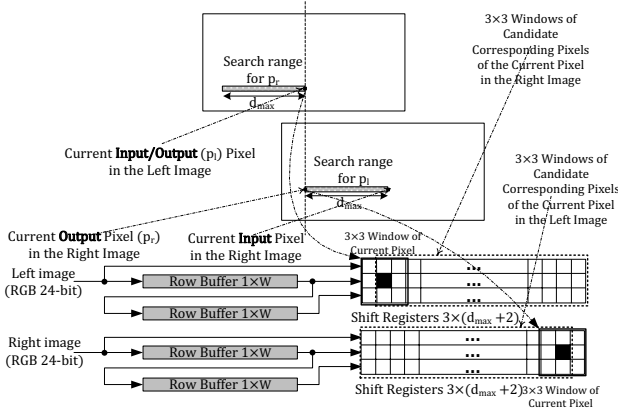 3×3 Windows of
Candidate
Corresponding Pixels
of the Current Pixel
in the Right Image
Search range
for pr
dmax
Current Input/Output (pl) Pixel
in the Left Image
Search range
for pl
dmax
3×3 Windows of
Candidate
Corresponding Pixels
of the Current Pixel
in the Left Image
Current Output Pixel (pr)
in the Right Image
Current Input Pixel
in the Right Image
3×3 Window of
Current Pixel
Left image
(RGB 24-bit)
Row Buffer 1×W
Row Buffer 1×W
...
...
Shift Registers 3×(dmax +2)
Right image
(RGB 24-bit)
Row Buffer 1×W
Row Buffer 1×W
...
...
Shift Registers 3×(dmax +2)
3×3 Window of
Current Pixel